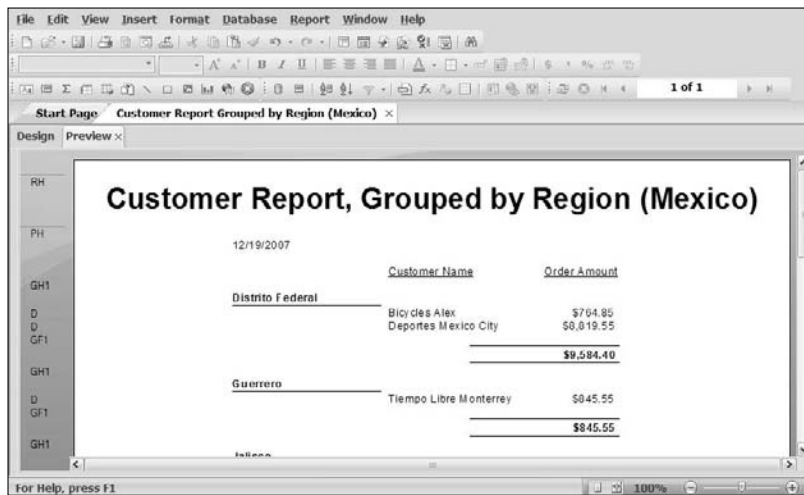 File Edit View Insert Format Database Report Window Help
1 of 1
Start Page Customer Report Grouped by Region (Mexico) ×
Design Preview ×
RH
Customer Report, Grouped by Region (Mexico)
PH
12/19/2007
Customer Name Order Amount
GH1
Distrito Federal
D Bicycles Alex $764.85
D Deportes Mexico City $8,819.55
GF1
$9,584.40
GH1
Guerrero
D Tiempo Libre Monterrey $845.55
GF1
$845.55
GH1
Jalisco
For Help, press F1 100%